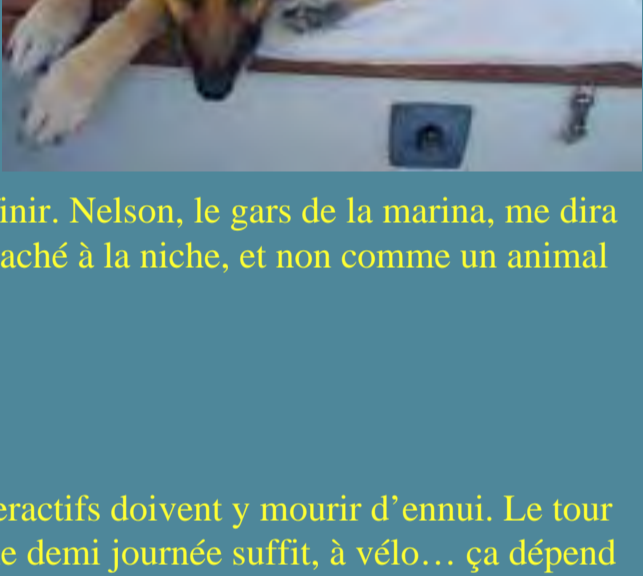 inir. Nelson, le gars de la marina, me dira
aché à la niche, et non comme un animal
eractifs doivent y mourir d’ennui. Le tour
e demi journée suffit, à vélo… ça dépend